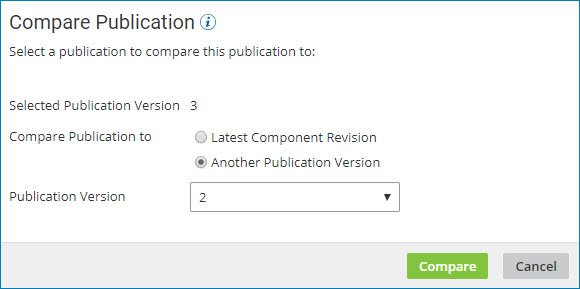 Compare Publication
Select a publication to compare this publication to:
Selected Publication Version 3
Compare Publication to Latest Component Revision
Another Publication Version
Publication Version 2
Compare Cancel